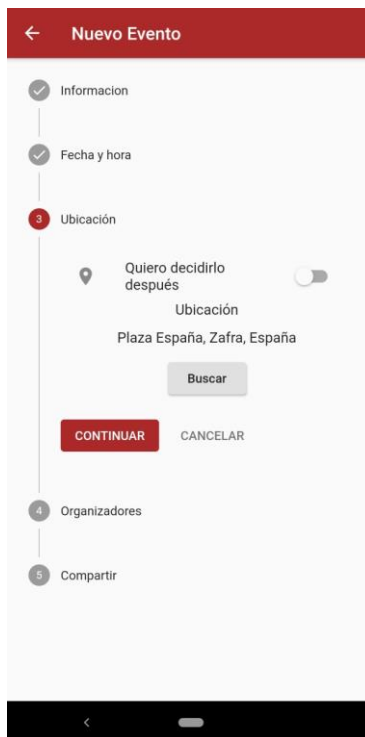 Nuevo Evento
Informacion
Fecha y hora
3 Ubicación
Quiero decidirlo
después
Ubicación
Plaza España, Zafra, España
Buscar
CONTINUAR CANCELAR
4 Organizadores
5 Compartir